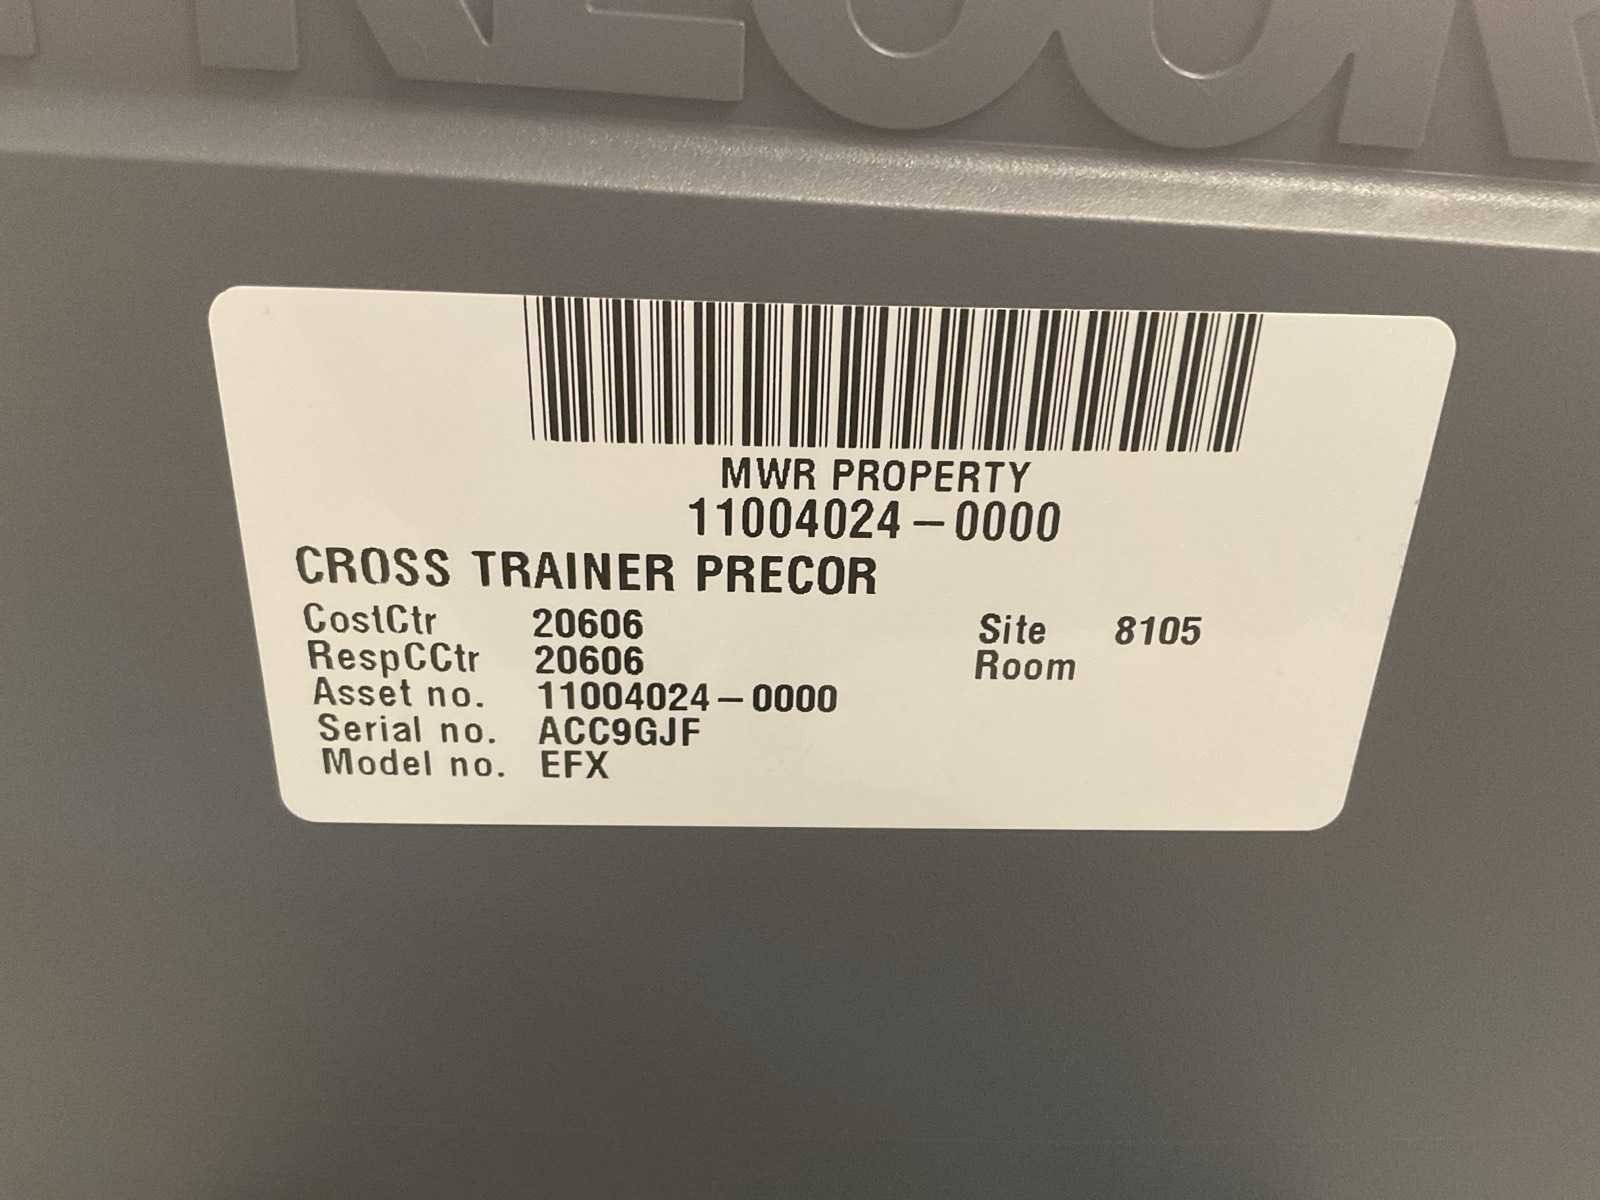 PRECOR
MWR PROPERTY
11004024-0000
CROSS TRAINER PRECOR
CostCtr 20606 Site 8105
RespCCtr 20606 Room
Asset no. 11004024-0000
Serial no. ACC9GJF
Model no. EFX